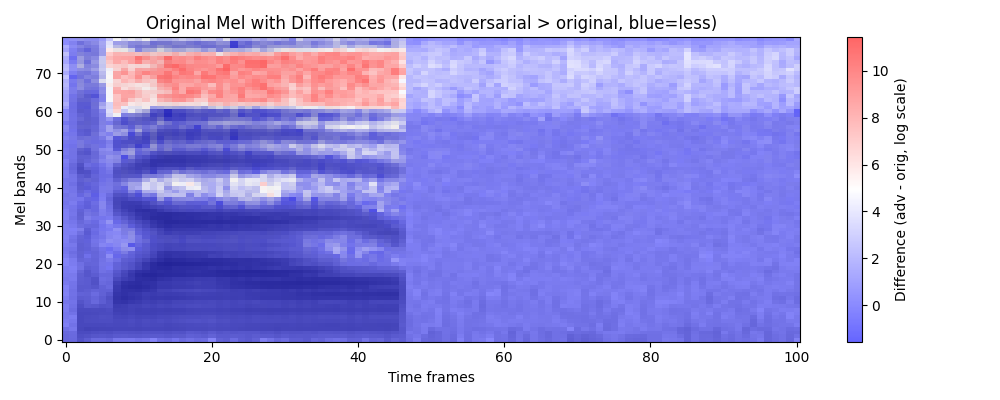 Original Mel with Differences (red=adversarial > original, blue=less)
Mel bands
70
60
50
40
30
20
10
0
0 20 40 60 80 100
Time frames
10
8
6
4
2
0
Difference (adv - orig, log scale)